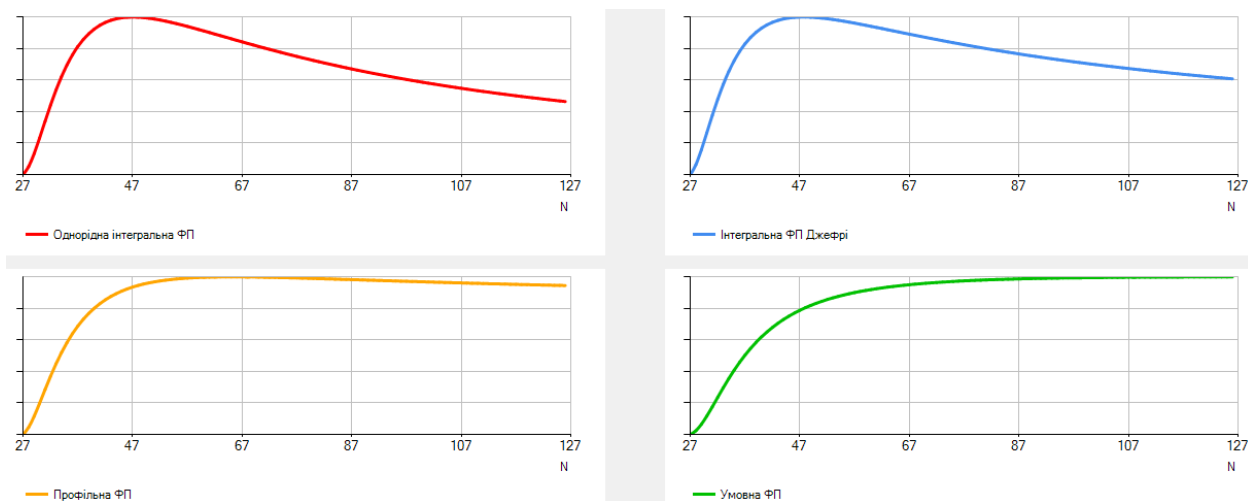 27 47 67 87 107 127
N
Однорідна інтегральна ФП
27 47 67 87 107 127
N
Інтегральна ФП Джефрі
27 47 67 87 107 127
N
Профільна ФП
27 47 67 87 107 127
N
Умовна ФП